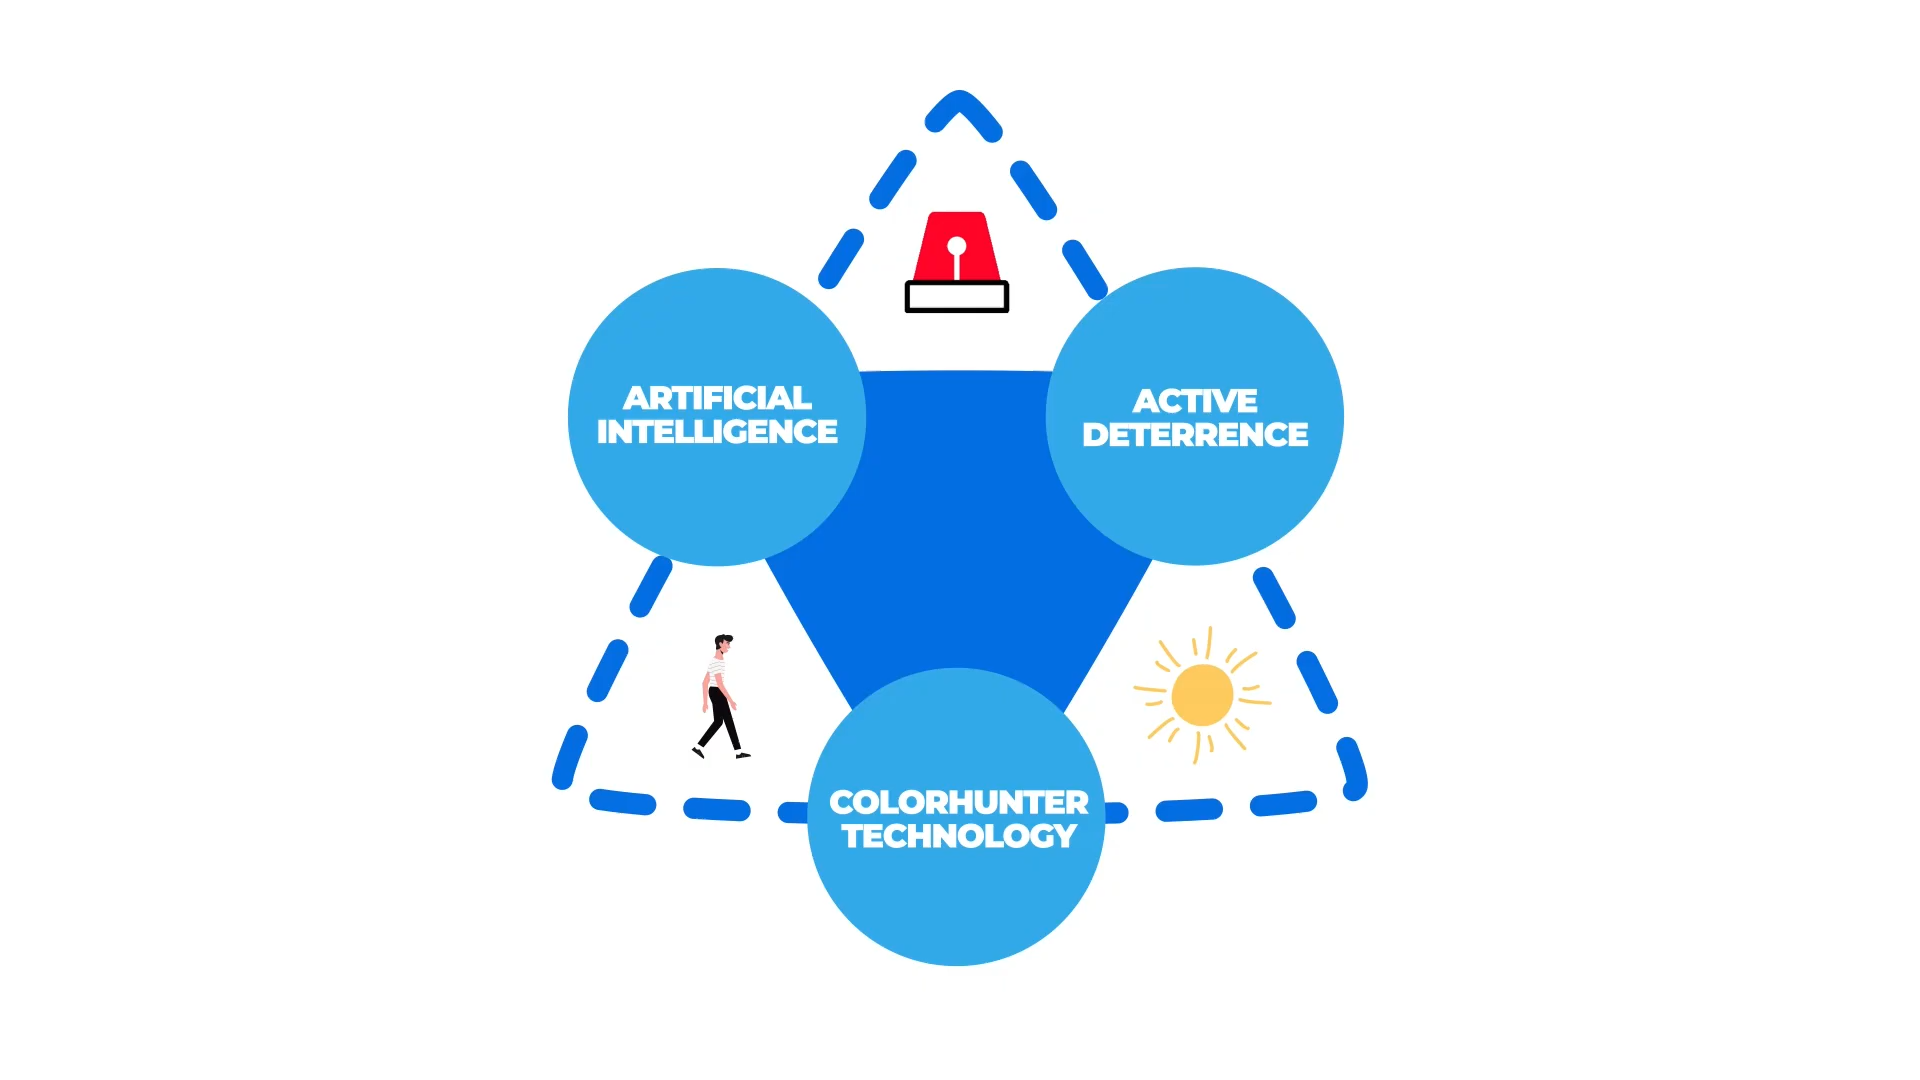 ARTIFICIAL
INTELLIGENCE
ACTIVE
DETERRENCE
COLORHUNTER
TECHNOLOGY